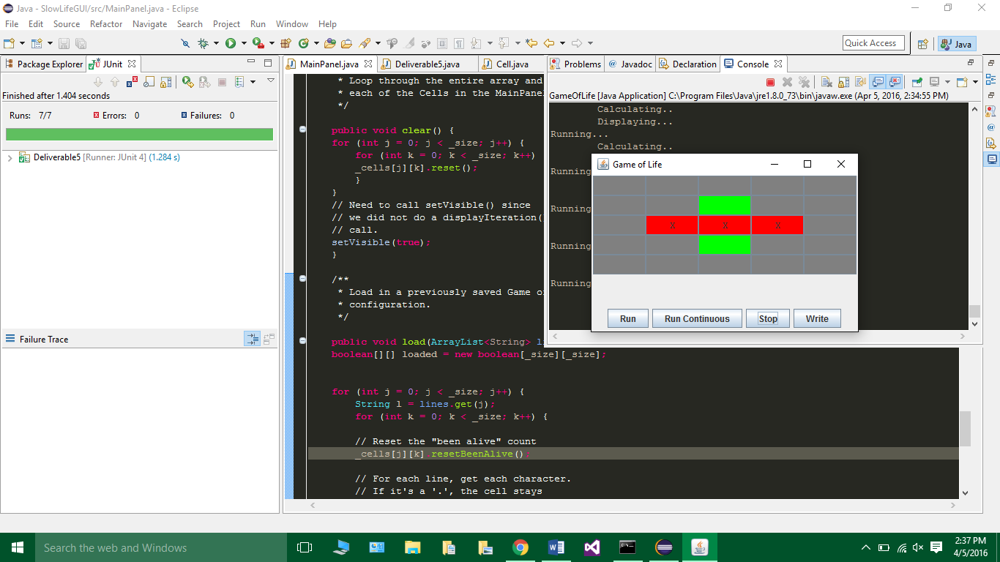 Java - SlowLifeGUI/src/MainPanel.java - Eclipse
File Edit Source Refactor Navigate Search Project Run Window Help
Quick Access
Java
Package Explorer
JUnit
Finished after 1.404 seconds
Runs: 7/7
Errors: 0
Failures: 0
Deliverable5 [Runner: JUnit 4] (1.284 s)
Failure Trace
MainPanel.java
Deliverable5.java
Cell.java
* Loop through the entire array and
* each of the Cells in the MainPanel
*/
public void clear() {
for (int j = 0; j < _size; j++) {
for (int k = 0; k < _size; k++)
_cells[j][k].reset();
}
}
// Need to call setVisible() since
// we did not do a displayIteration(
// call.
setVisible(true);
}
/**
* Load in a previously saved Game o
* configuration.
*/
public void load(ArrayList<String> l
boolean[][] loaded = new boolean[_size][_size];
for (int j = 0; j < _size; j++) {
String l = lines.get(j);
for (int k = 0; k < _size; k++) {
// Reset the "been alive" count
_cells[j][k].resetBeenAlive();
// For each line, get each character.
// If it's a '.', the cell stays
Problems
@ Javadoc
Declaration
Console
GameOfLife [Java Application] C:\Program Files\Java\jre1.8.0_73\bin\javaw.exe (Apr 5, 2016, 2:34:55 PM)
Calculating..
Displaying...
Running...
Calculating..
Running
Running
Running
Running
Game of Life
X X X
Run
Run Continuous
Stop
Write
Search the web and Windows
2:37 PM
4/5/2016